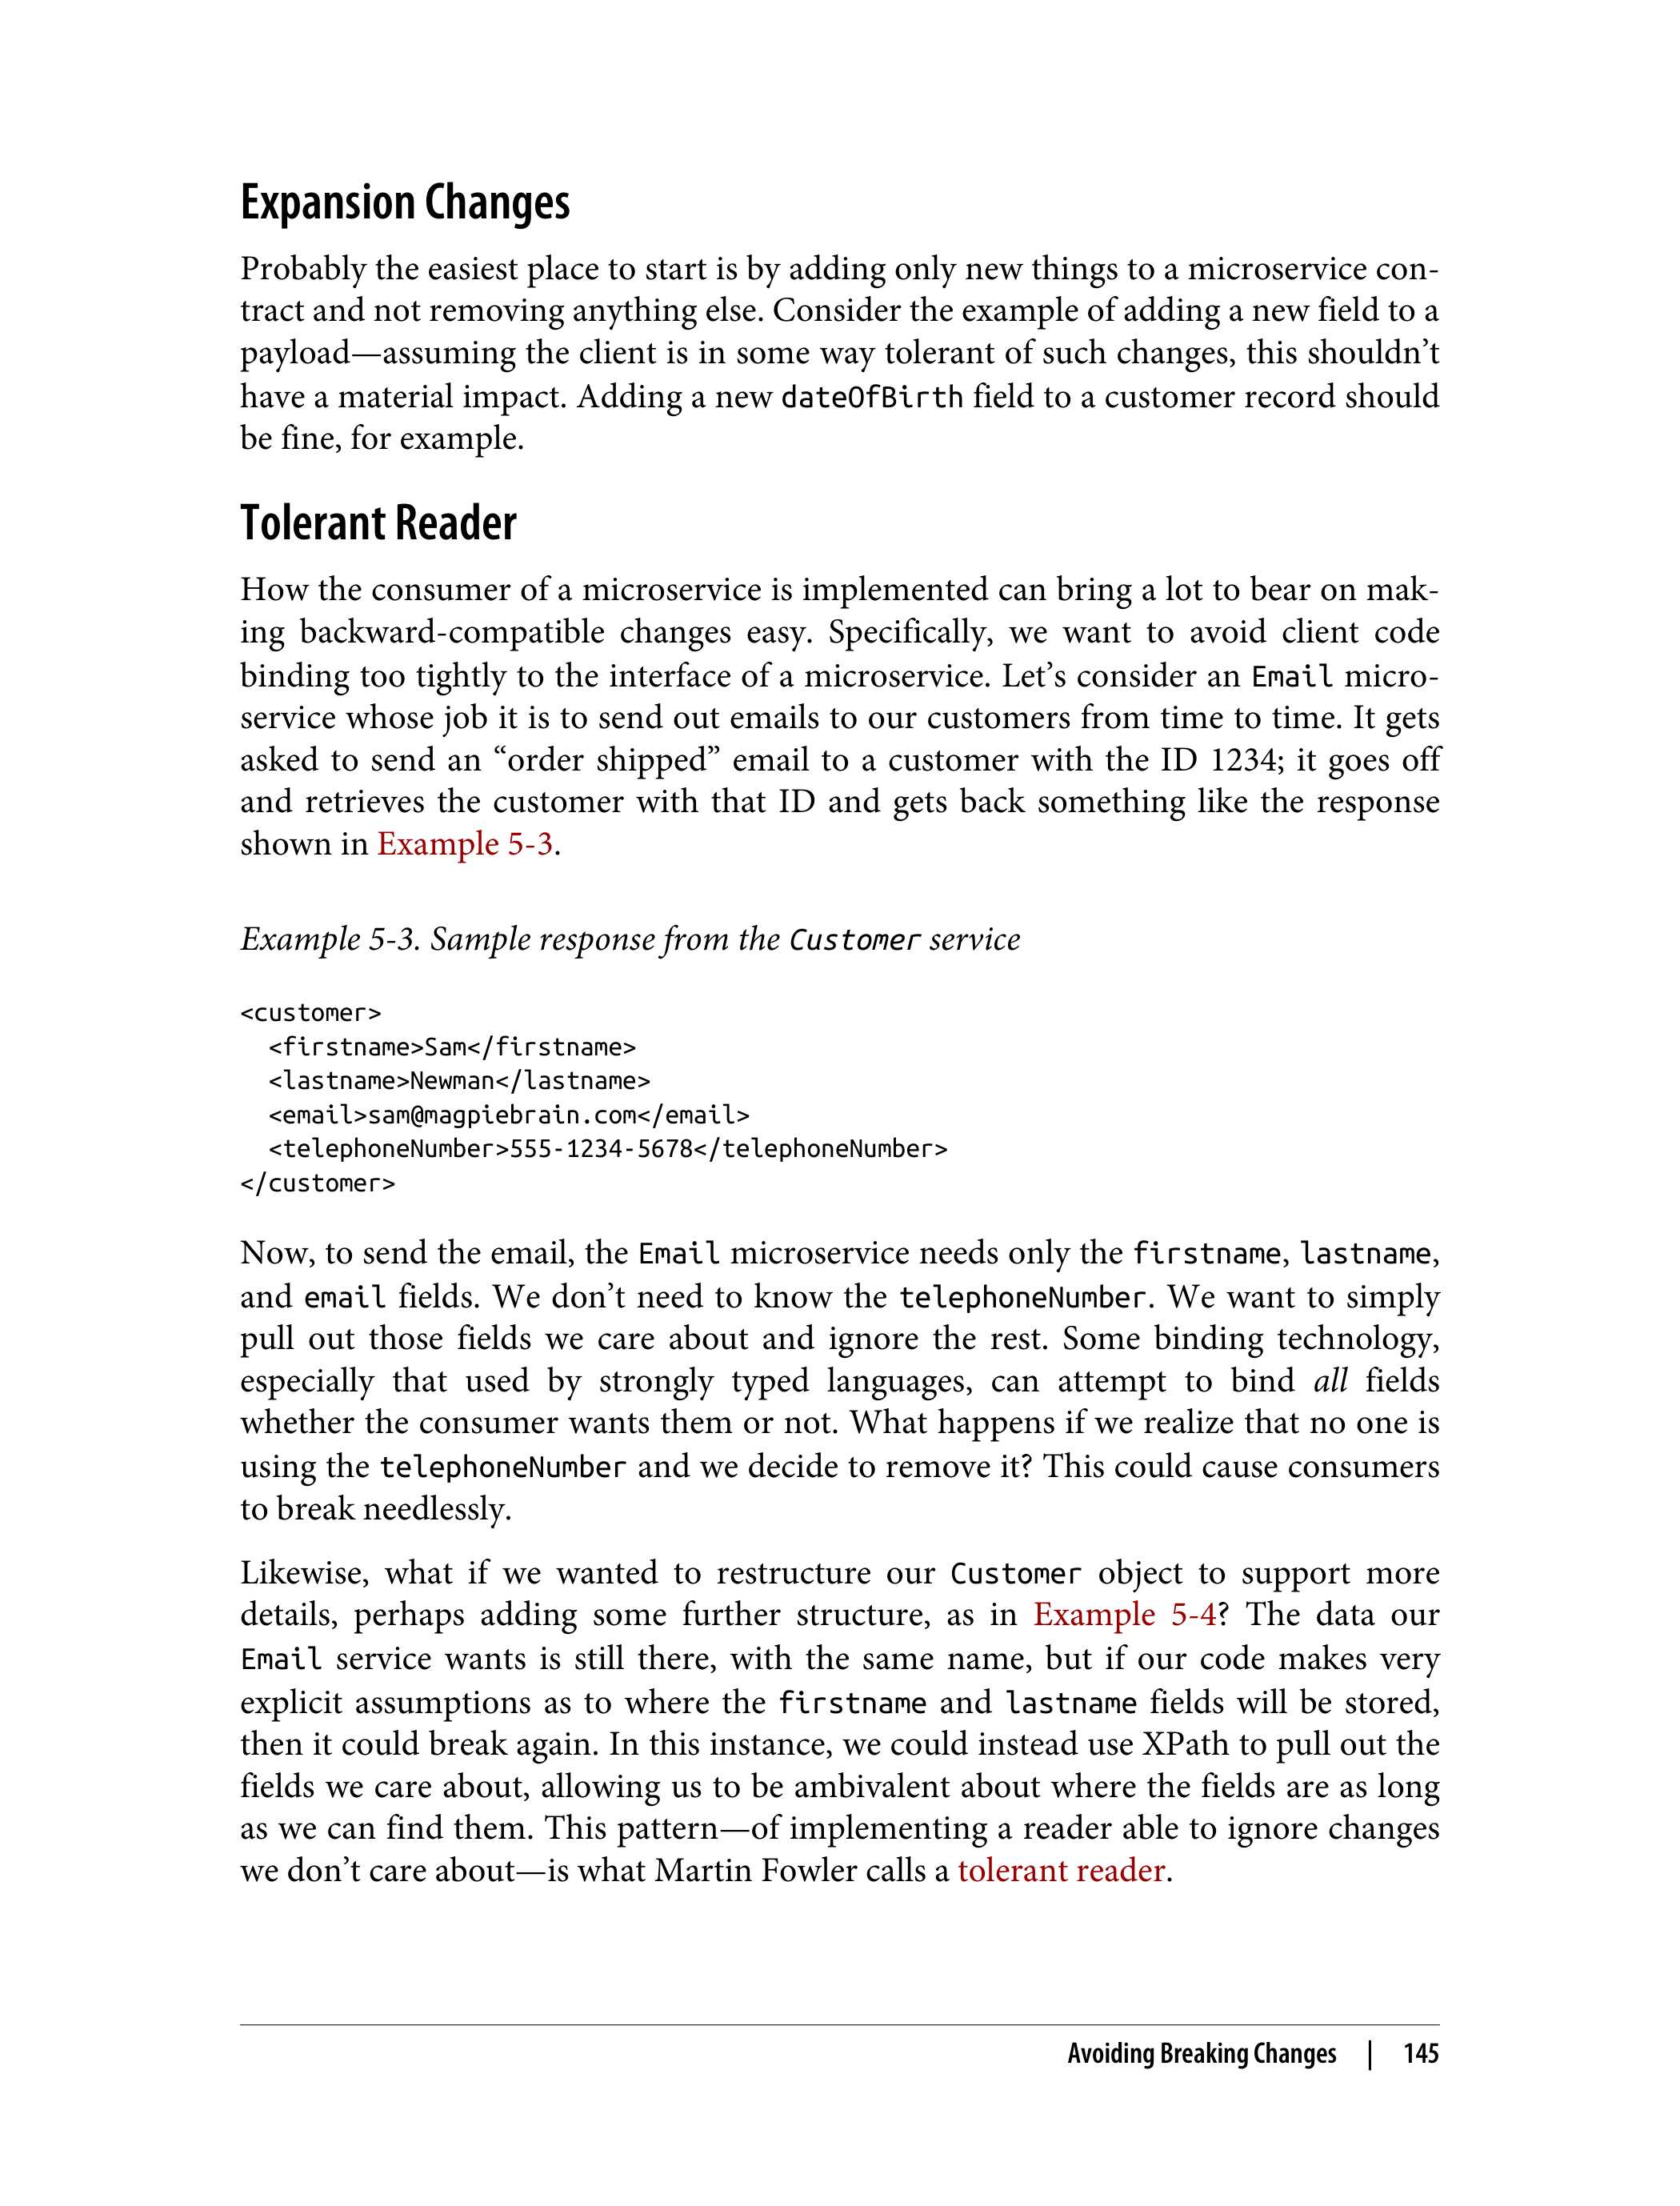 Expansion Changes
Probably the easiest place to start is by adding only new things to a microservice con-
tract and not removing anything else. Consider the example of adding a new field to a
payload—assuming the client is in some way tolerant of such changes, this shouldn’t
have a material impact. Adding a new dateOfBirth field to a customer record should
be fine, for example.
Tolerant Reader
How the consumer of a microservice is implemented can bring a lot to bear on mak-
ing backward-compatible changes easy. Specifically, we want to avoid client code
binding too tightly to the interface of a microservice. Let’s consider an Email micro-
service whose job it is to send out emails to our customers from time to time. It gets
asked to send an “order shipped” email to a customer with the ID 1234; it goes off
and retrieves the customer with that ID and gets back something like the response
shown in Example 5-3.
Example 5-3. Sample response from the Customer service
<customer>
  <firstname>Sam</firstname>
  <lastname>Newman</lastname>
  <email>sam@magpiebrain.com</email>
  <telephoneNumber>555-1234-5678</telephoneNumber>
</customer>
Now, to send the email, the Email microservice needs only the firstname, lastname,
and email fields. We don’t need to know the telephoneNumber. We want to simply
pull out those fields we care about and ignore the rest. Some binding technology,
especially that used by strongly typed languages, can attempt to bind all fields
whether the consumer wants them or not. What happens if we realize that no one is
using the telephoneNumber and we decide to remove it? This could cause consumers
to break needlessly.
Likewise, what if we wanted to restructure our Customer object to support more
details, perhaps adding some further structure, as in Example 5-4? The data our
Email service wants is still there, with the same name, but if our code makes very
explicit assumptions as to where the firstname and lastname fields will be stored,
then it could break again. In this instance, we could instead use XPath to pull out the
fields we care about, allowing us to be ambivalent about where the fields are as long
as we can find them. This pattern—of implementing a reader able to ignore changes
we don’t care about—is what Martin Fowler calls a tolerant reader.
Avoiding Breaking Changes | 145